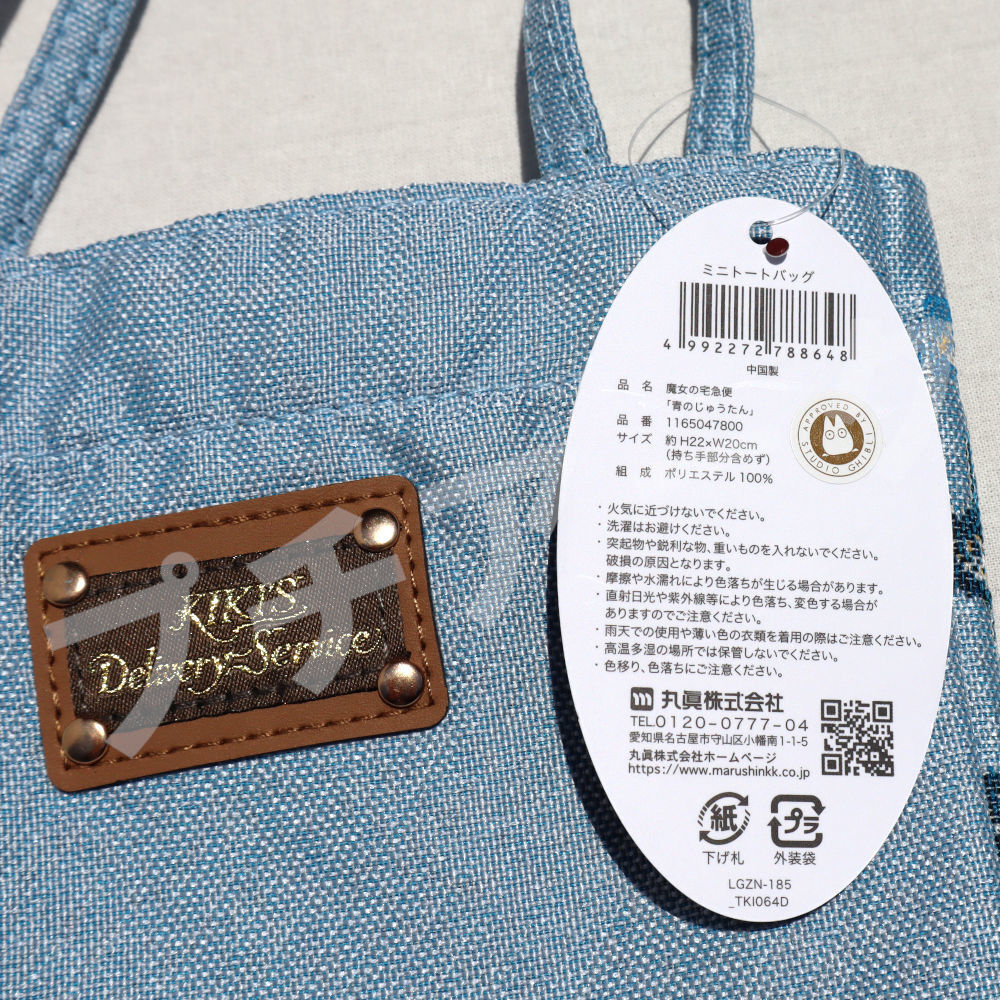 ミニトートバッグ
4 992272 788648
中国製
品 名 魔女の宅急便
「青のじゅうたん」
品 番 1165047800
サイズ 約 H22×W20cm
(持ち手部分含めず)
組 成 ポリエステル 100%
APPROVED BY
STUDIO GHIBLI
・火気に近づけないでください。
・洗濯はお避けください。
・突起物や鋭利な物、重いものを入れないでください。
破損の原因となります。
・摩擦や水濡れにより色落ちが生じる場合があります。
・直射日光や紫外線等により色落ち、変色する場合が
ありますのでご注意ください。
・雨天での使用や薄い色の衣類を着用の際はご注意ください。
・高温多湿の場所では保管しないでください。
・色移り、色落ちにご注意ください。
丸眞株式会社
TEL0120-0777-04
愛知県名古屋市守山区小幡南1-1-5
丸眞株式会社ホームページ
https://www.marushinkk.co.jp
紙 プラ
下げ札 外装袋
LGZN-185
_TKI064D
KIKI'S
Delivery Service
プチ